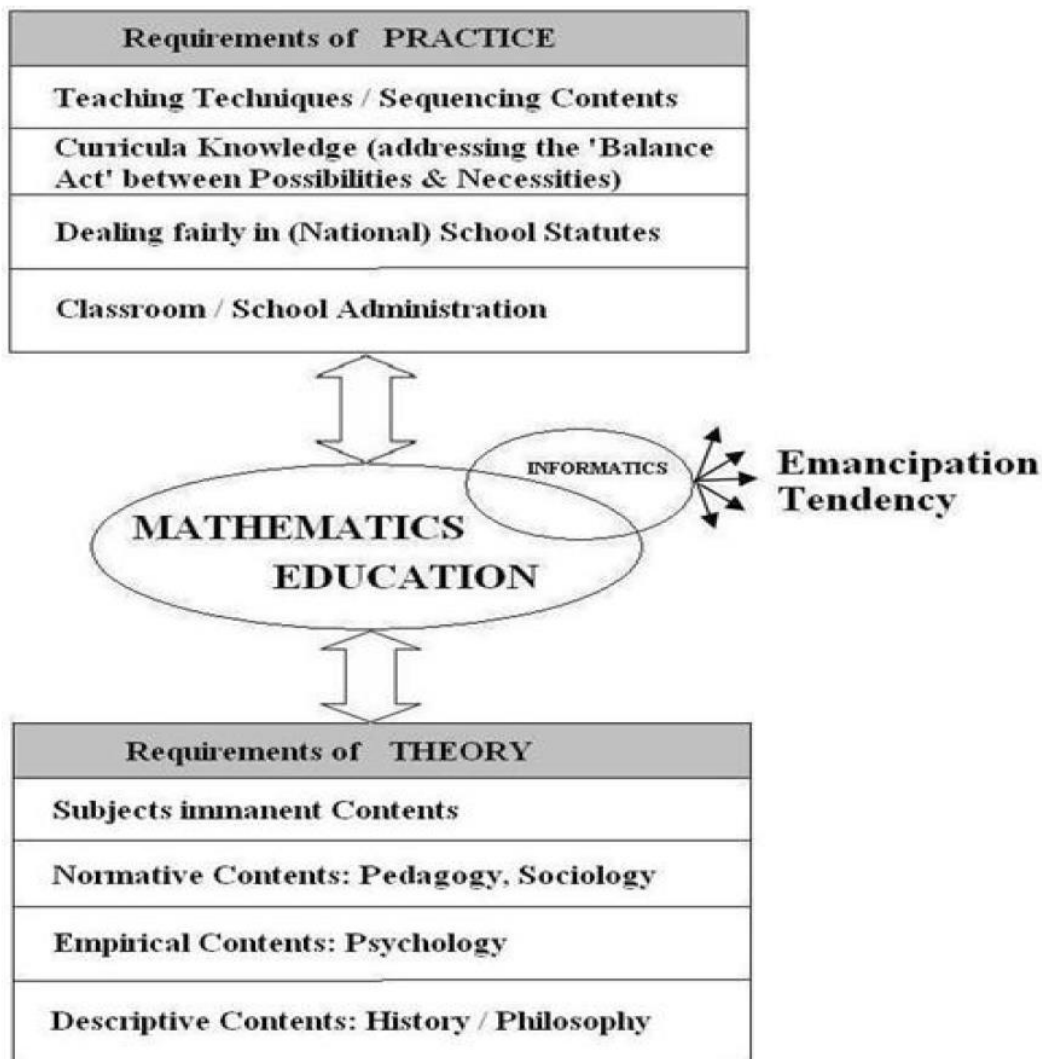 Requirements of PRACTICE
Teaching Techniques / Sequencing Contents
Curricula Knowledge (addressing the 'Balance
Act' between Possibilities & Necessities)
Dealing fairly in (National) School Statutes
Classroom / School Administration
INFORMATICS
Emancipation
Tendency
MATHEMATICS
EDUCATION
Requirements of THEORY
Subjects immanent Contents
Normative Contents: Pedagogy, Sociology
Empirical Contents: Psychology
Descriptive Contents: History / Philosophy